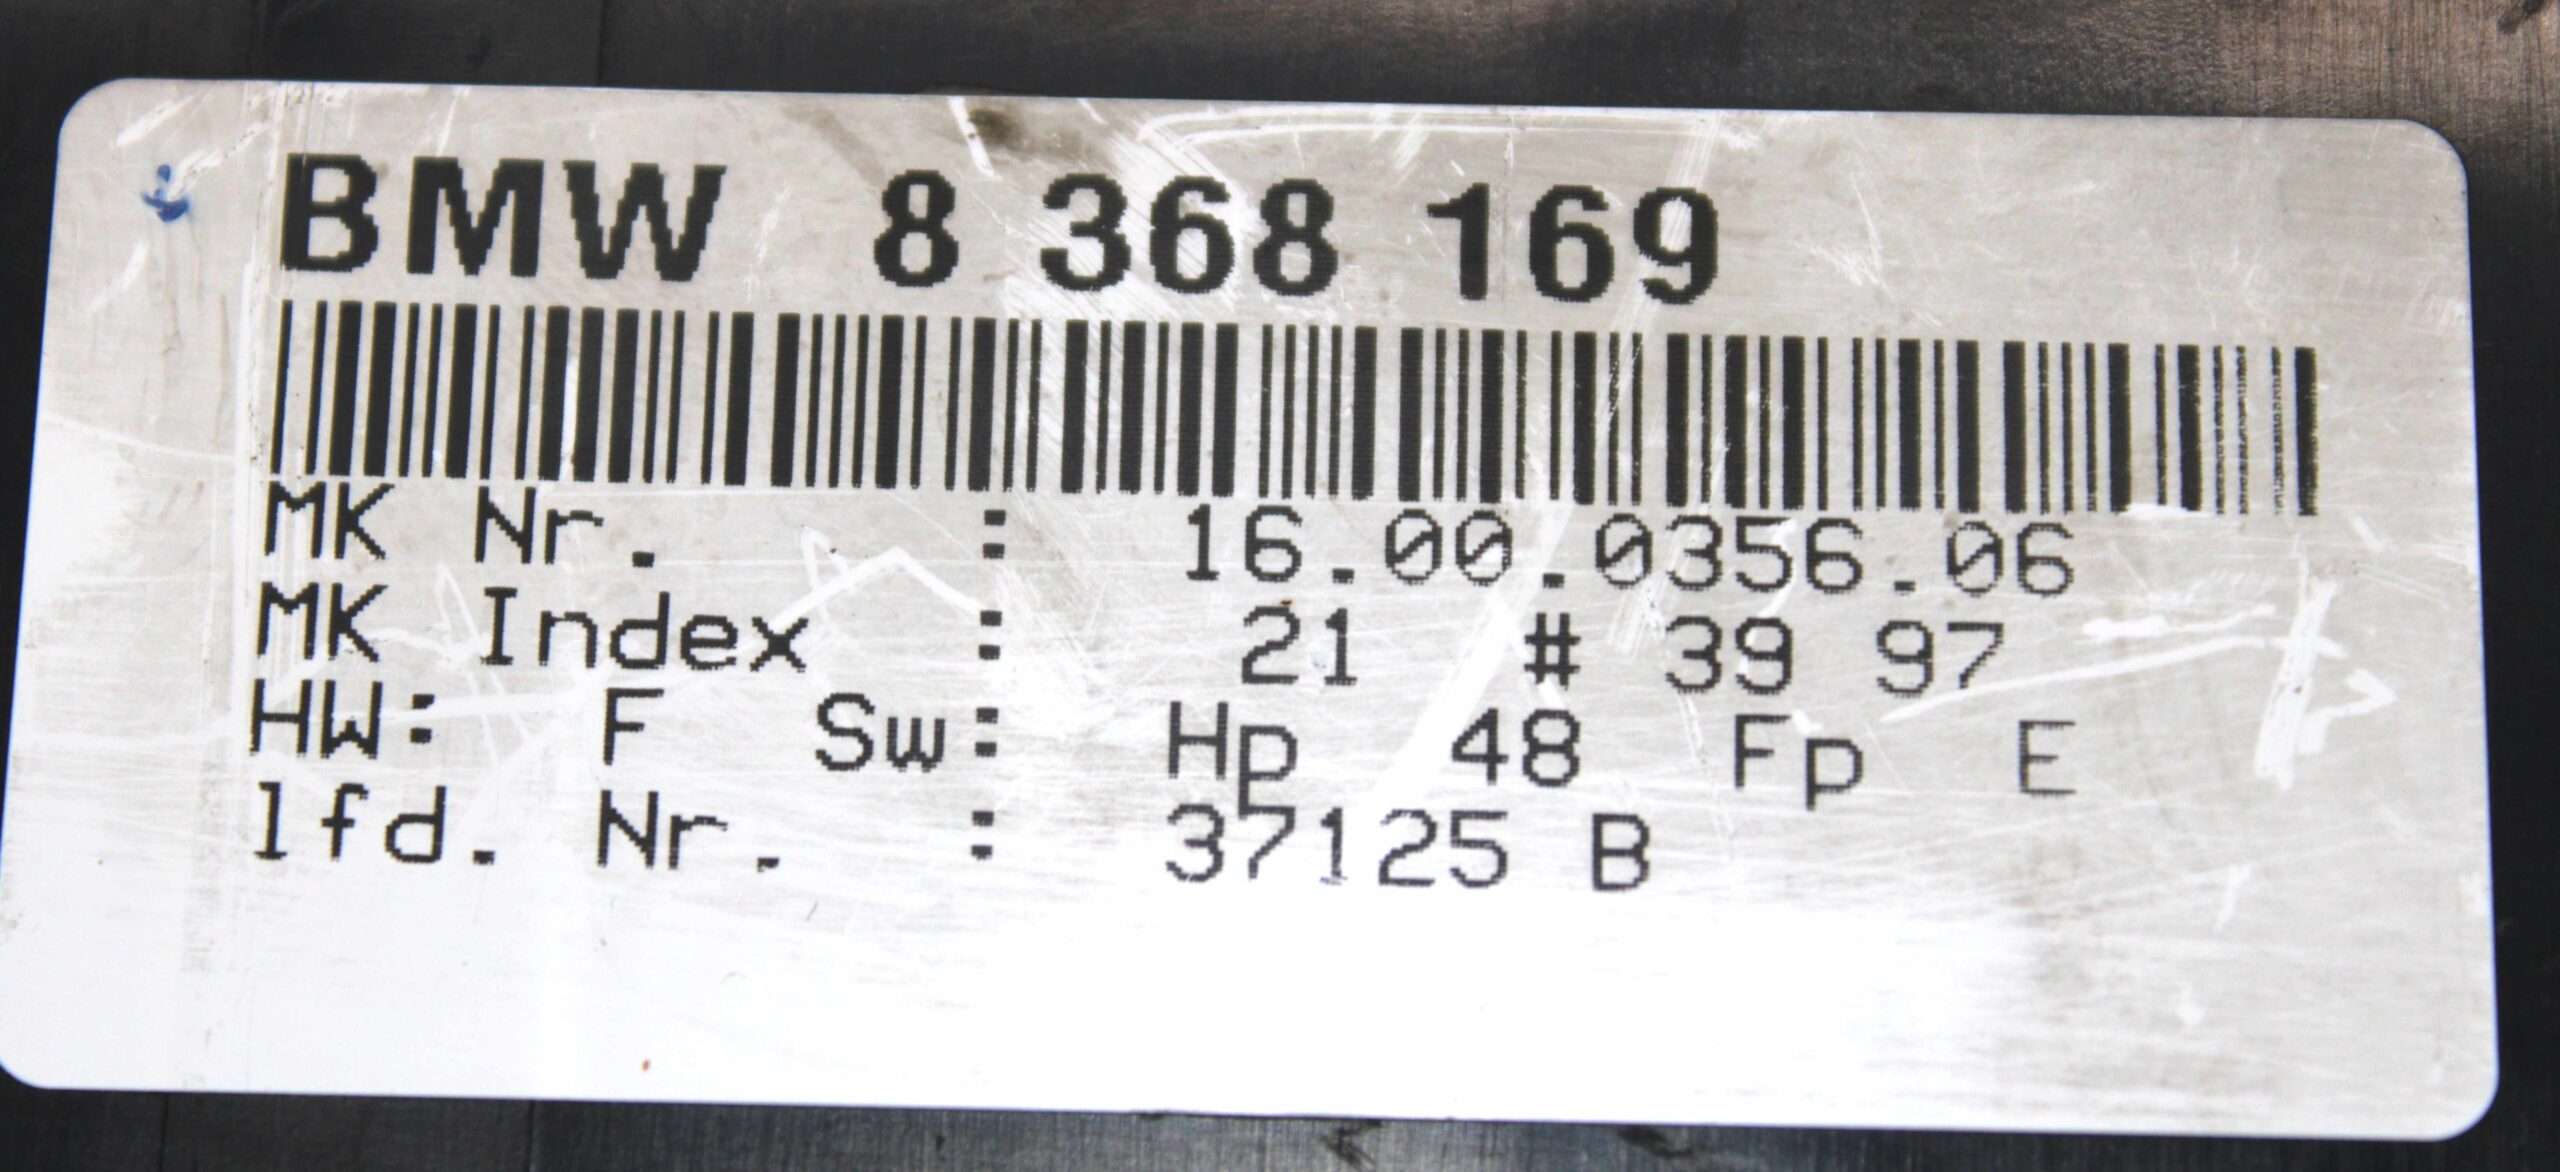 BMW 8 368 169
MK Nr. : 16.00.0356.06
MK Index : 21 # 39 97
HW: F Sw: Hp 48 Fp E
lfd. Nr. : 37125 B